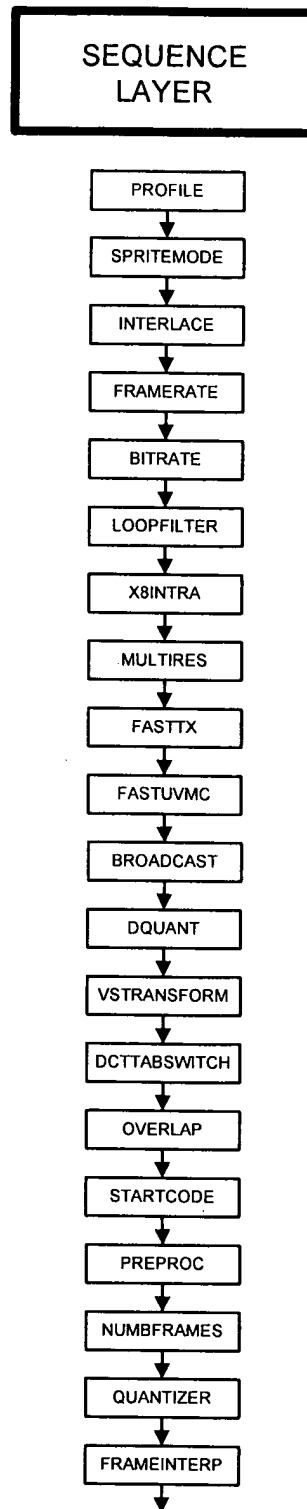 SEQUENCE
LAYER
PROFILE
SPRITEMODE
INTERLACE
FRAMERATE
BITRATE
LOOPFILTER
X8INTRA
MULTIRES
FASTTX
FASTUVMC
BROADCAST
DQUANT
VSTRANSFORM
DCTTABSWITCH
OVERLAP
STARTCODE
PREPROC
NUMBFRAMES
QUANTIZER
FRAMEINTERP